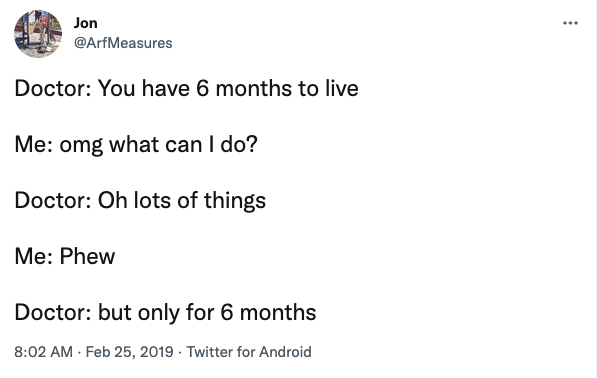 Jon
@ArfMeasures
Doctor: You have 6 months to live
Me: omg what can I do?
Doctor: Oh lots of things
Me: Phew
Doctor: but only for 6 months
8:02 AM · Feb 25, 2019 · Twitter for Android